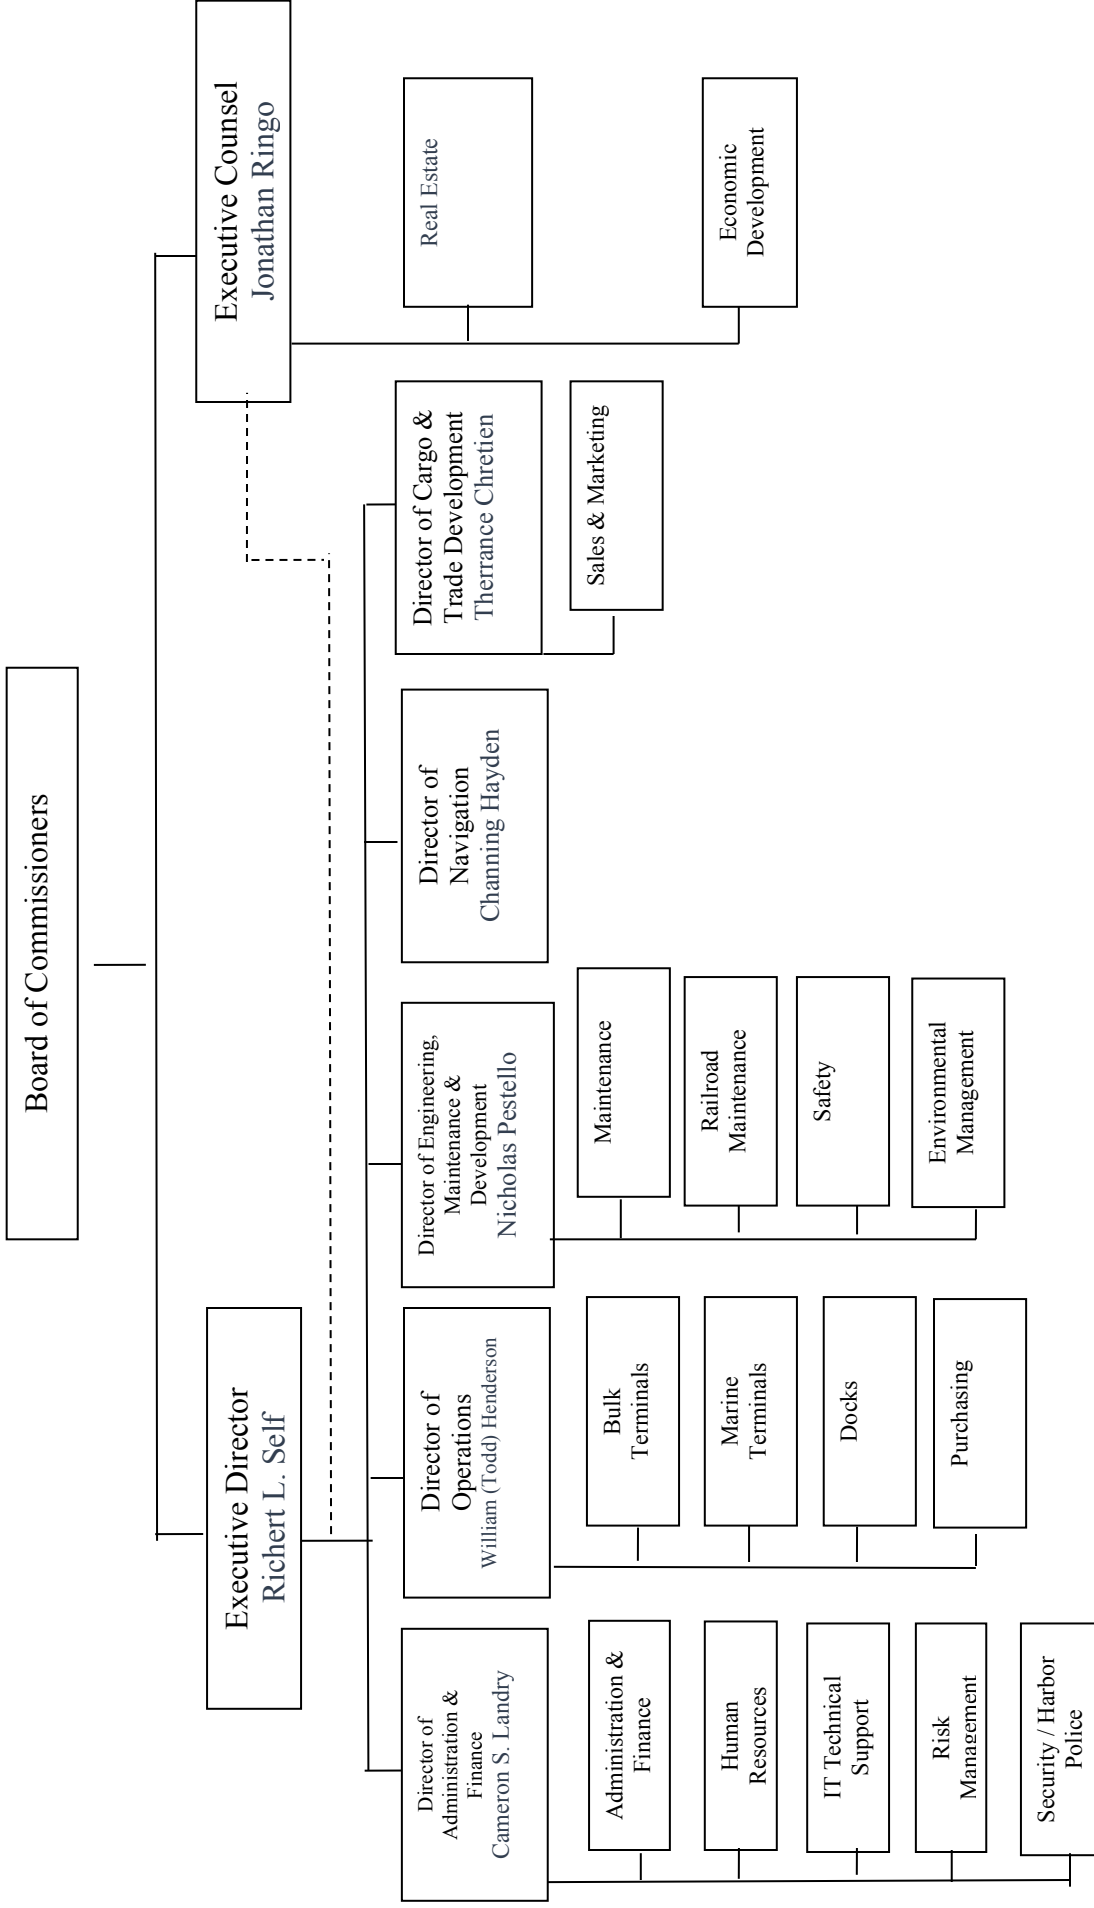 Board of Commissioners
Executive Director
Richert L. Self
Executive Counsel
Jonathan Ringo
Director of
Administration &
Finance
Cameron S. Landry
Administration &
Finance
Human
Resources
IT Technical
Support
Risk
Management
Security / Harbor
Police
Director of
Operations
William (Todd) Henderson
Bulk
Terminals
Marine
Terminals
Docks
Purchasing
Director of Engineering,
Maintenance &
Development
Nicholas Pestello
Maintenance
Railroad
Maintenance
Safety
Environmental
Management
Director of
Navigation
Channing Hayden
Director of Cargo &
Trade Development
Therrance Chretien
Sales & Marketing
Real Estate
Economic
Development